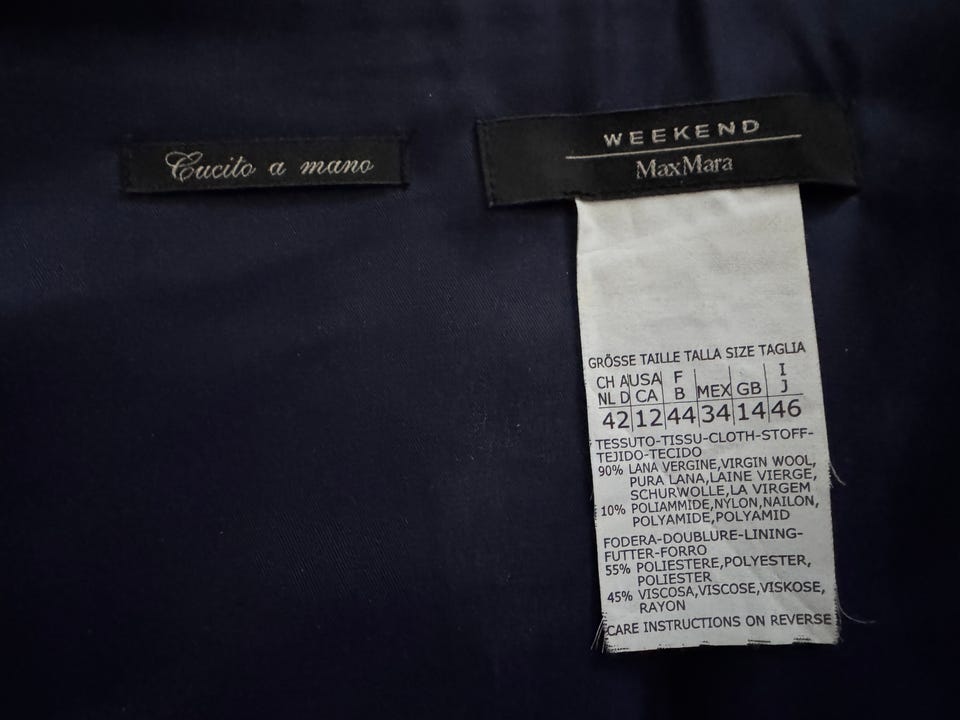 Cucito a mano
WEEKEND
MaxMara
GRÖSSE TAILLE TALLA SIZE TAGLIA
CH A USA F I
NL D CA B MEX GB J
42 12 44 34 14 46
TESSUTO-TISSU-CLOTH-STOFF-
TEJIDO-TECIDO
90% LANA VERGINE,VIRGIN WOOL,
PURA LANA,LAINE VIERGE,
SCHURWOLLE,LA VIRGEM
10% POLIAMMIDE,NYLON,NAILON,
POLYAMIDE,POLYAMID
FODERA-DOUBLURE-LINING-
FUTTER-FORRO
55% POLIESTERE,POLYESTER,
POLIESTER
45% VISCOSA,VISCOSE,VISKOSE,
RAYON
CARE INSTRUCTIONS ON REVERSE